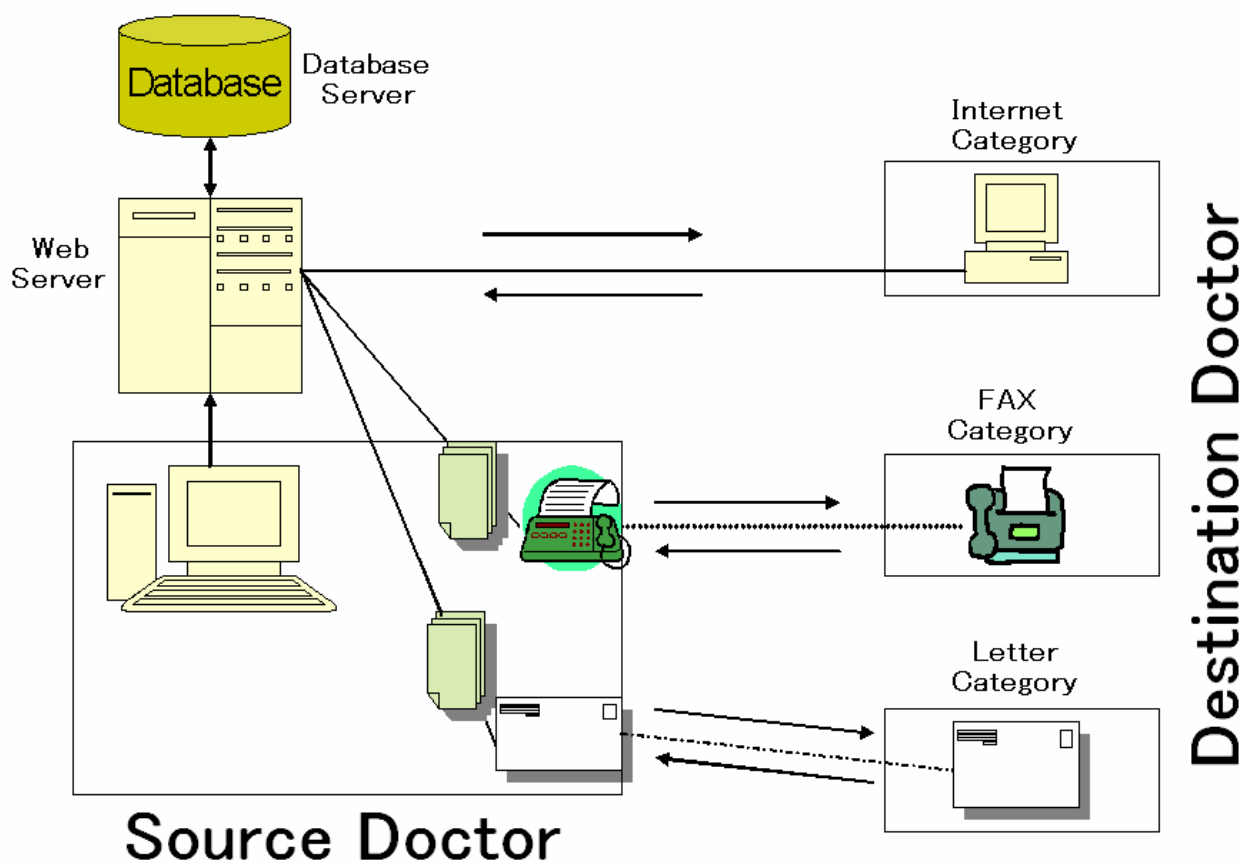 Database
Database
Server
Internet
Category
Web
Server
FAX
Category
Letter
Category
Source Doctor
Destination Doctor